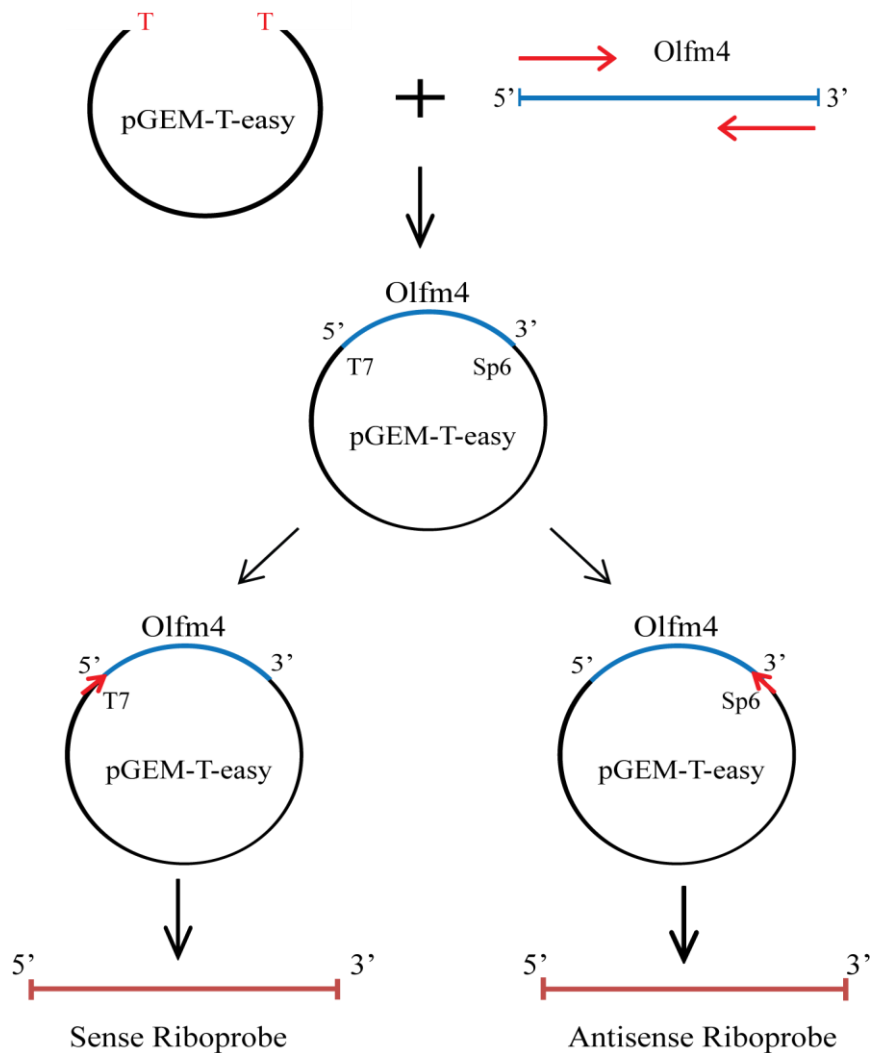 T T
Olfm4
pGEM-T-easy
5’ 3’
Olfm4
5’ 3’
T7 Sp6
pGEM-T-easy
Olfm4 Olfm4
5’ 3’ 5’ 3’
T7 Sp6
pGEM-T-easy pGEM-T-easy
5’ 3’ 5’ 3’
Sense Riboprobe Antisense Riboprobe